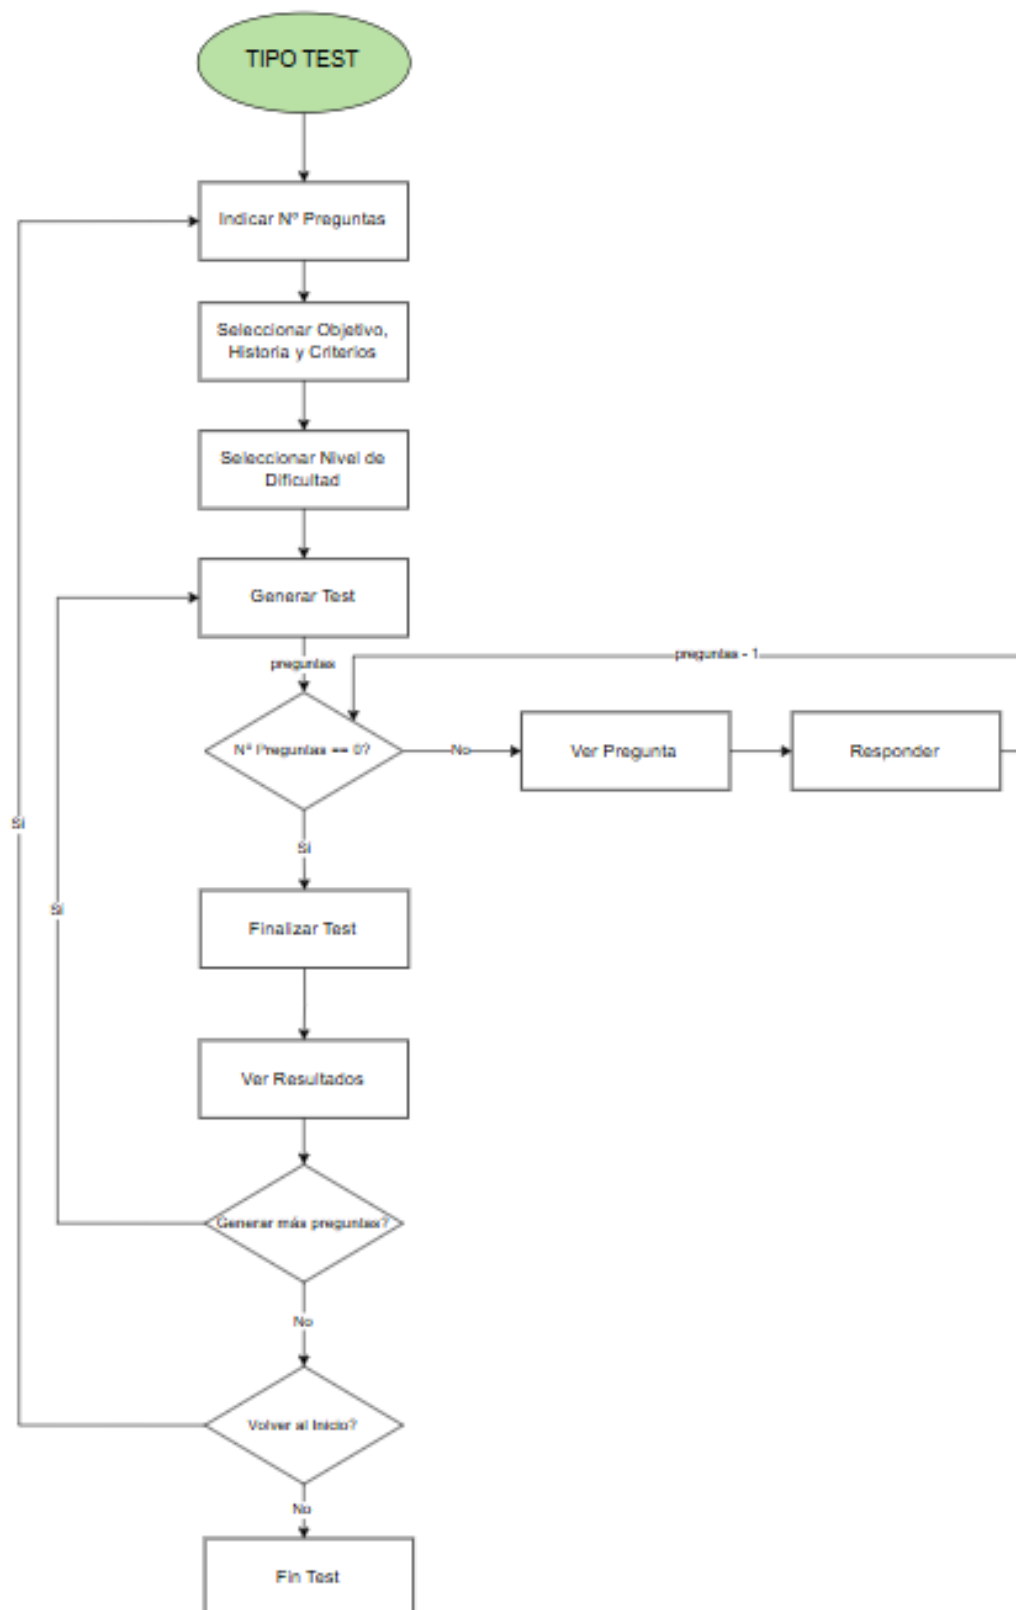 TIPO TEST
Indicar Nº Preguntas
Seleccionar Objetivo,
Historia y Criterios
Seleccionar Nivel de
Dificultad
Generar Test
preguntas
preguntas - 1
Nº Preguntas == 0?
No
Ver Pregunta
Responder
Si
Si
Si
Finalizar Test
Ver Resultados
Generar más preguntas?
No
Volver al Inicio?
No
Fin Test